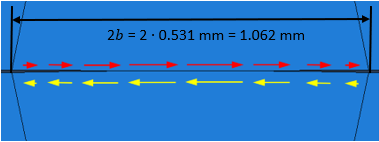 2b = 2 · 0.531 mm = 1.062 mm